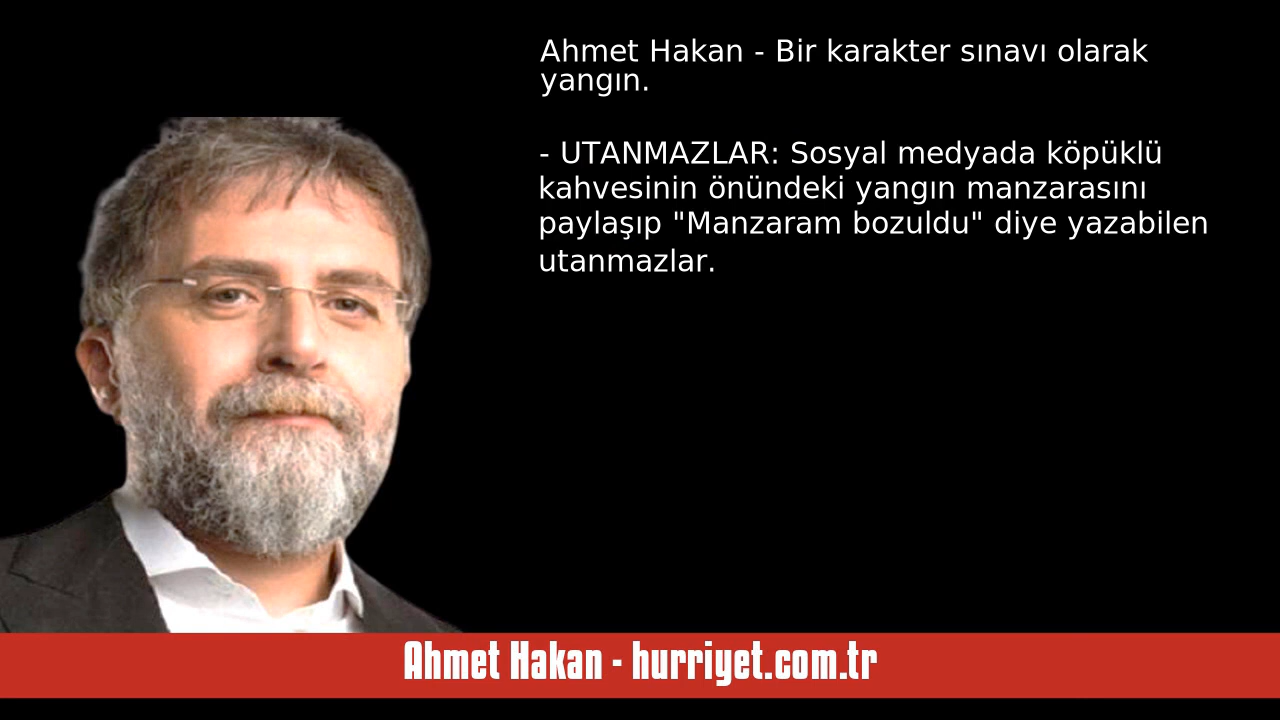 Ahmet Hakan - Bir karakter sınavı olarak
yangın.
- UTANMAZLAR: Sosyal medyada köpüklü
kahvesinin önündeki yangın manzarasını
paylaşıp "Manzaram bozuldu" diye yazabilen
utanmazlar.
Ahmet Hakan - hurriyet.com.tr